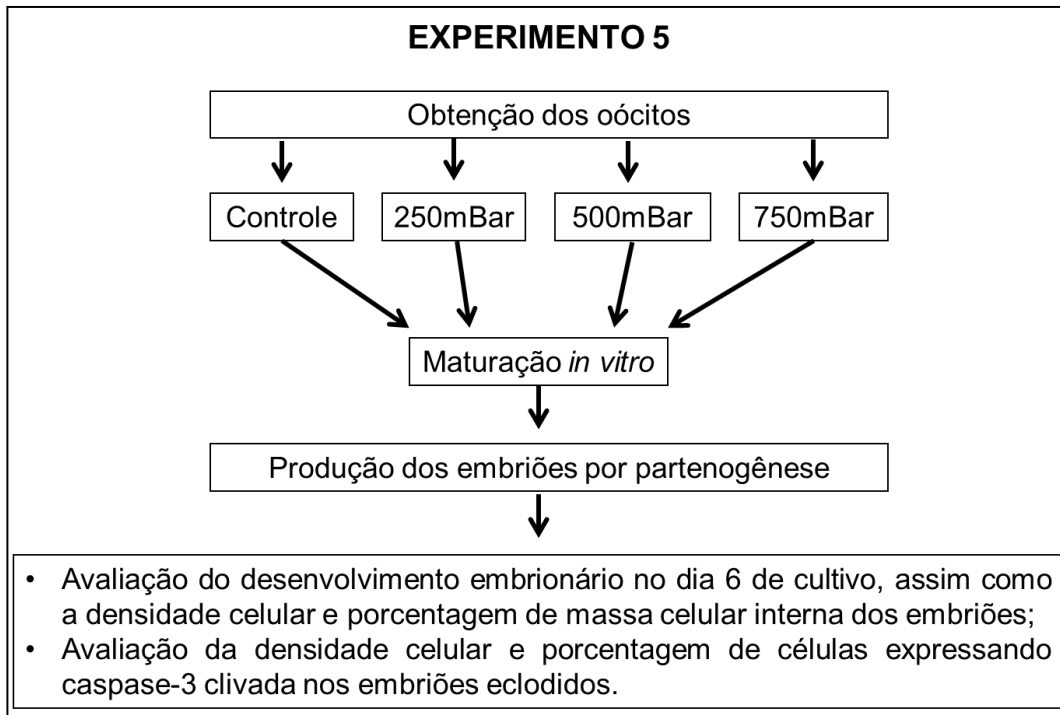 EXPERIMENTO 5
Obtenção dos oócitos
Controle 250mBar 500mBar 750mBar
Maturação in vitro
Produção dos embriões por partenogênese
• Avaliação do desenvolvimento embrionário no dia 6 de cultivo, assim como
a densidade celular e porcentagem de massa celular interna dos embriões;
• Avaliação da densidade celular e porcentagem de células expressando
caspase-3 clivada nos embriões eclodidos.